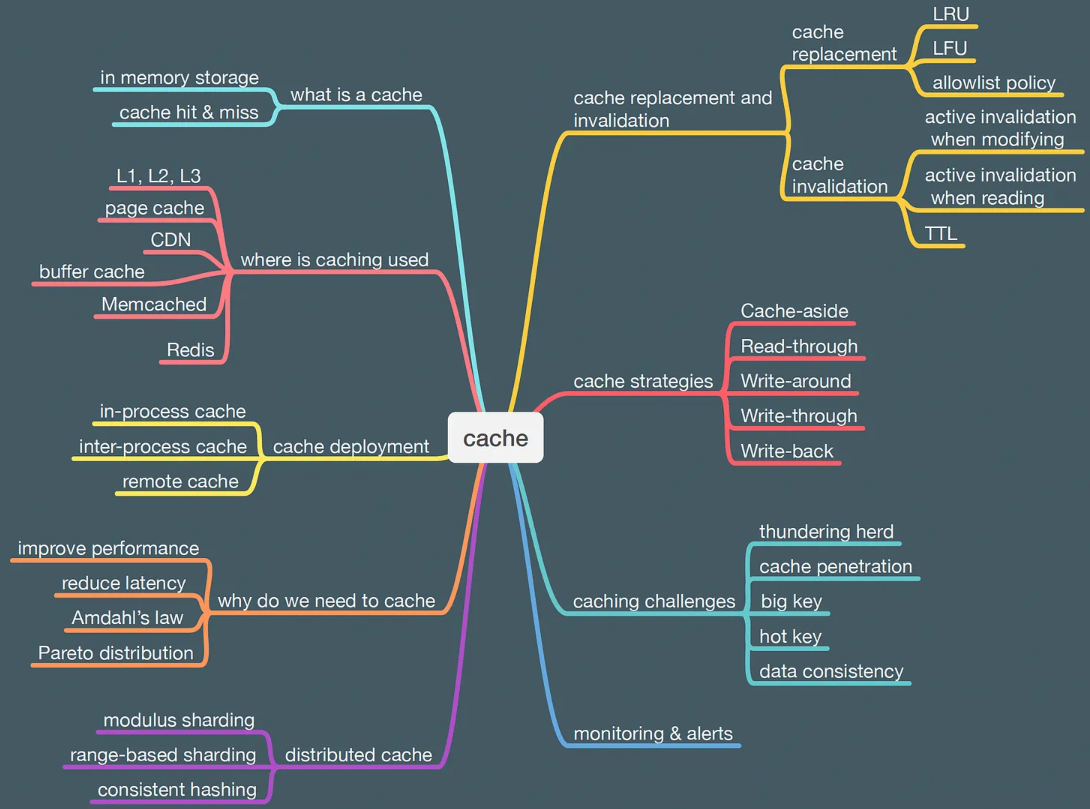 cache
what is a cache
in memory storage
cache hit & miss
where is caching used
L1, L2, L3
page cache
CDN
buffer cache
Memcached
Redis
cache deployment
in-process cache
inter-process cache
remote cache
why do we need to cache
improve performance
reduce latency
Amdahl's law
Pareto distribution
distributed cache
modulus sharding
range-based sharding
consistent hashing
cache replacement and
invalidation
cache
replacement
LRU
LFU
allowlist policy
cache
invalidation
active invalidation
when modifying
active invalidation
when reading
TTL
cache strategies
Cache-aside
Read-through
Write-around
Write-through
Write-back
caching challenges
thundering herd
cache penetration
big key
hot key
data consistency
monitoring & alerts